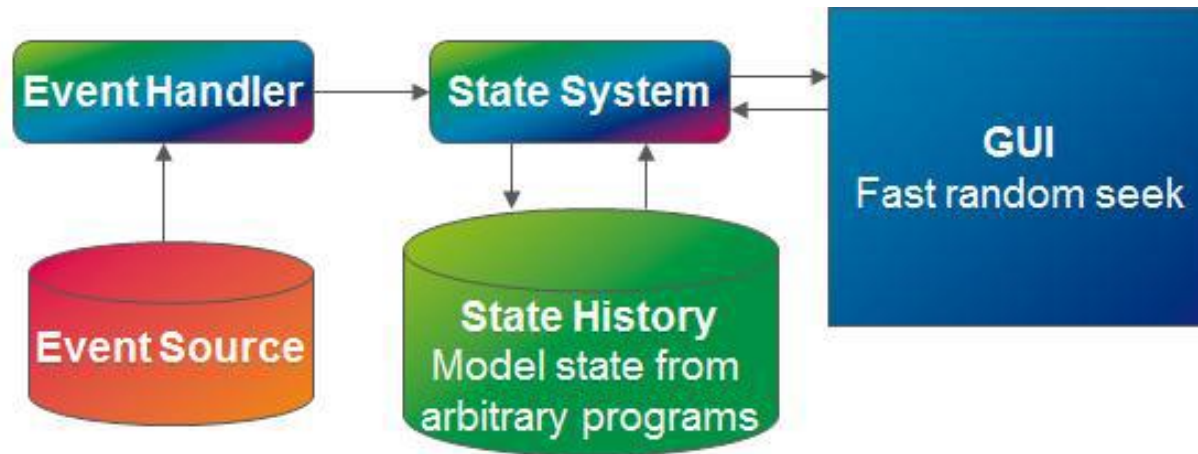 Event Handler
State System
GUI
Fast random seek
Event Source
State History
Model state from
arbitrary programs